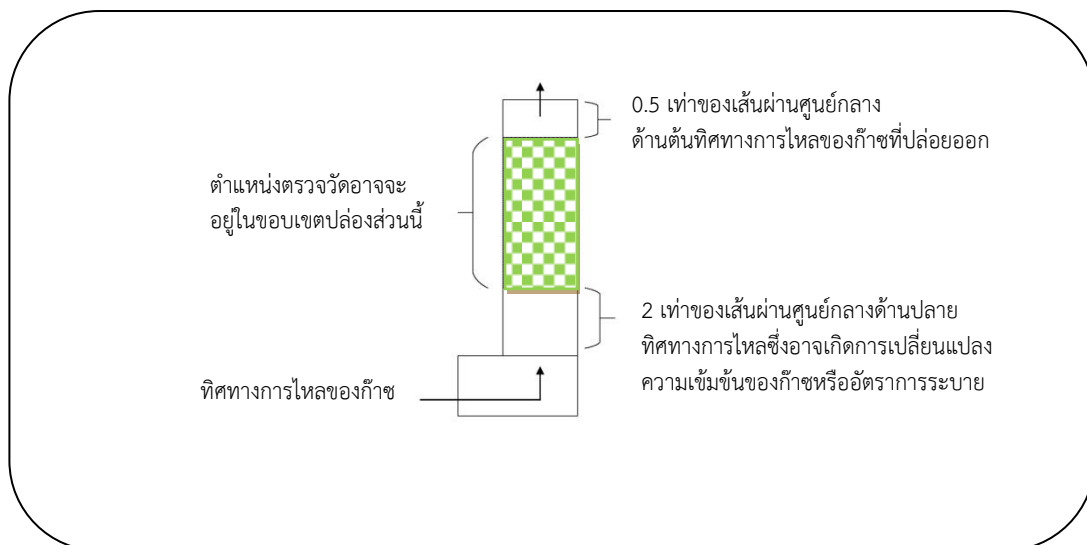 0.5 เท่าของเส้นผ่านศูนย์กลาง
ด้านต้นทิศทางการไหลของก๊าซที่ปล่อยออก
ตำแหน่งตรวจวัดอาจจะ
อยู่ในขอบเขตปล่องส่วนนี้
2 เท่าของเส้นผ่านศูนย์กลางด้านปลาย
ทิศทางการไหลซึ่งอาจเกิดการเปลี่ยนแปลง
ความเข้มข้นของก๊าซหรืออัตราการระบาย
ทิศทางการไหลของก๊าซ